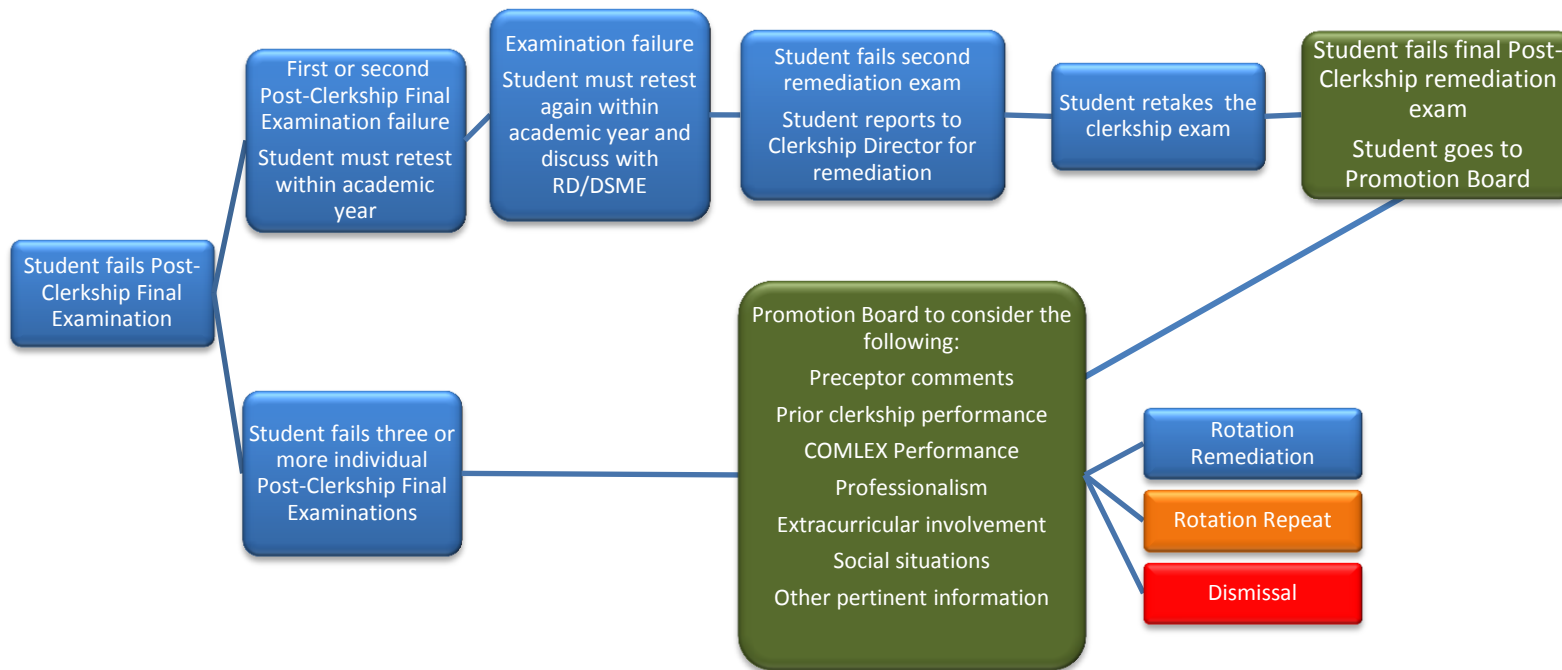 Student fails Post-
Clerkship Final
Examination
First or second
Post-Clerkship Final
Examination failure
Student must retest
within academic
year
Examination failure
Student must retest
again within
academic year and
discuss with
RD/DSME
Student fails second
remediation exam
Student reports to
Clerkship Director for
remediation
Student retakes the
clerkship exam
Student fails final Post-
Clerkship remediation
exam
Student goes to
Promotion Board
Student fails three or
more individual
Post-Clerkship Final
Examinations
Promotion Board to consider the
following:
Preceptor comments
Prior clerkship performance
COMLEX Performance
Professionalism
Extracurricular involvement
Social situations
Other pertinent information
Rotation
Remediation
Rotation Repeat
Dismissal